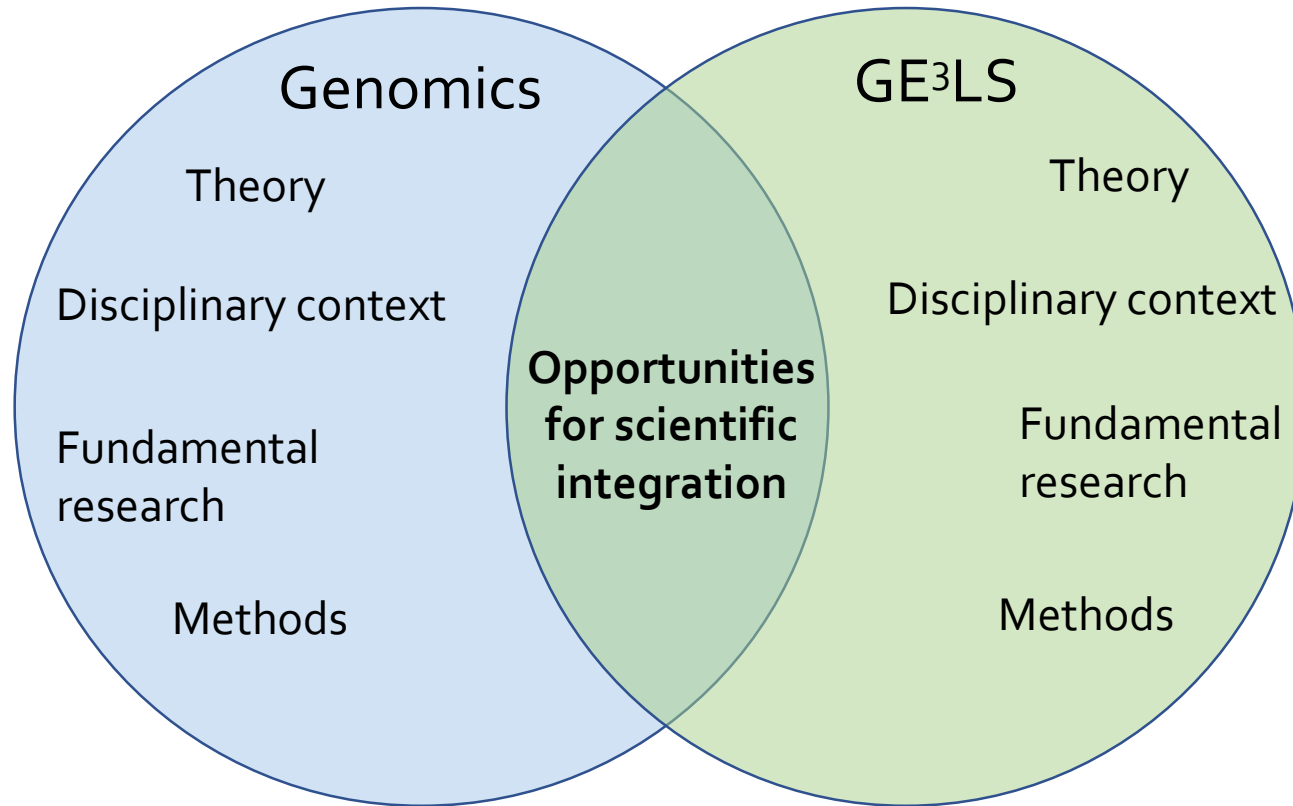 Genomics
Theory
Disciplinary context
Fundamental
research
Methods
Opportunities
for scientific
integration
GE³LS
Theory
Disciplinary context
Fundamental
research
Methods